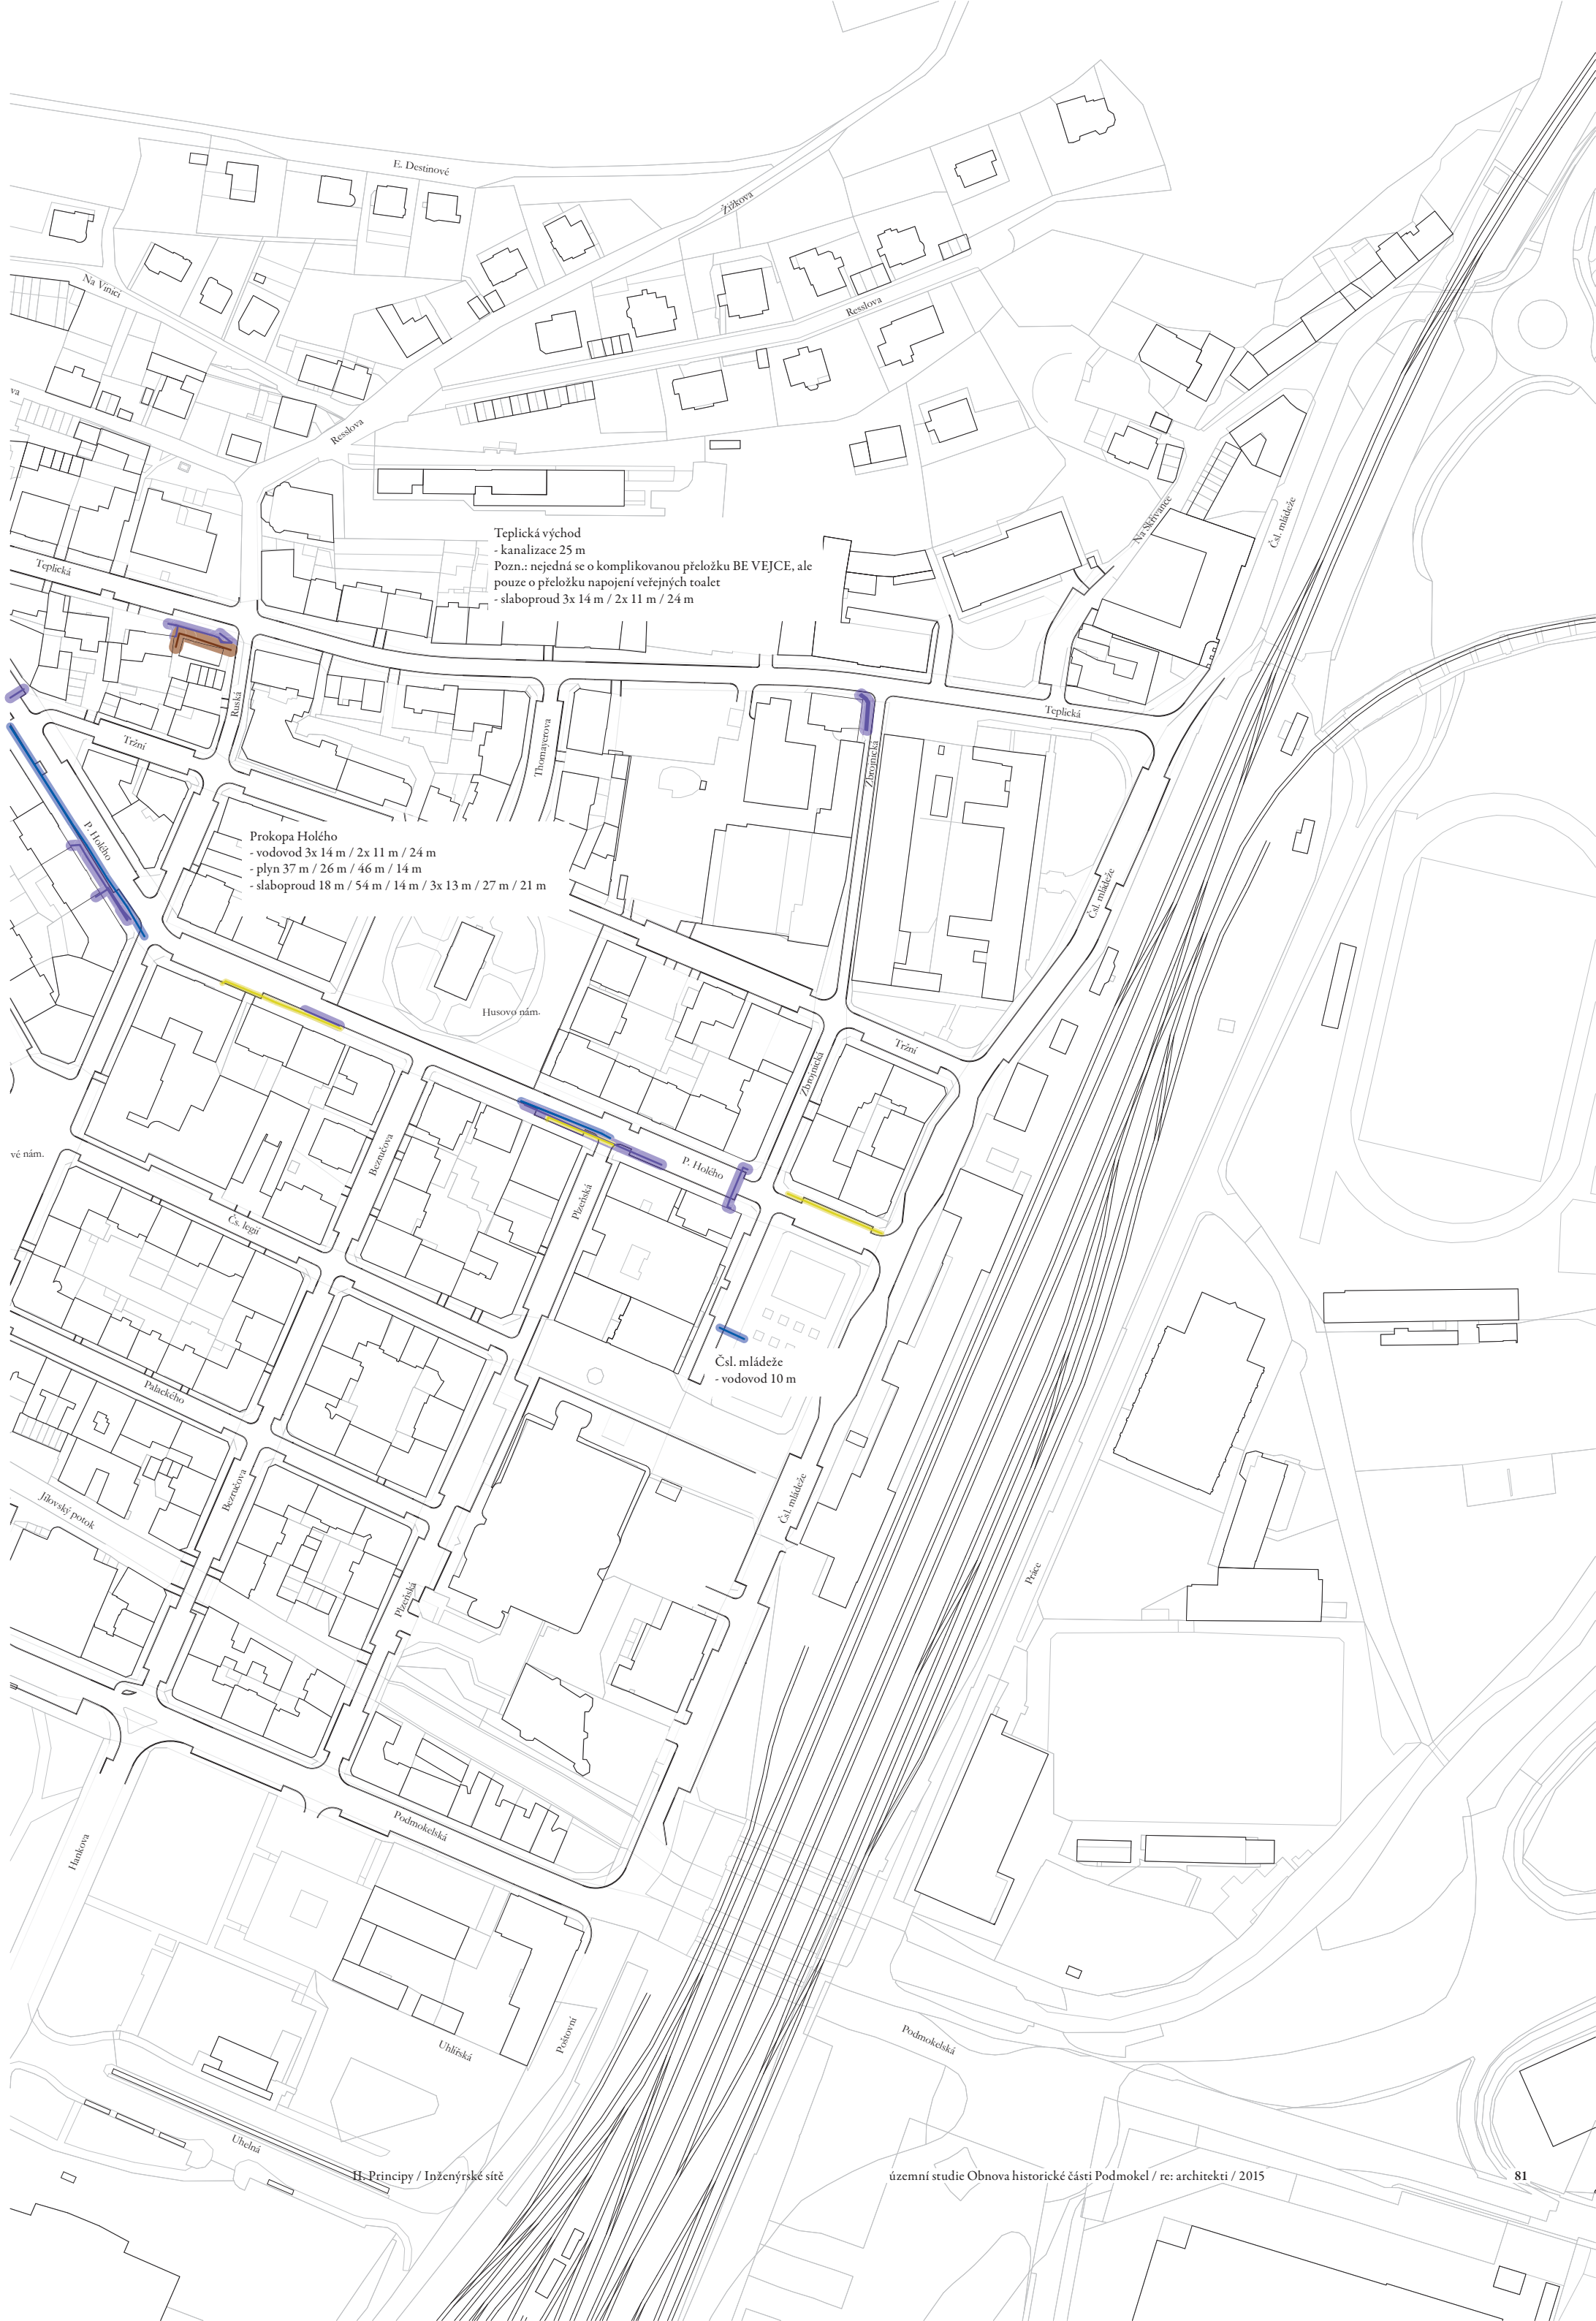 E. Destinové
Žižkova
Na Vinici
Resslova
va
Resslova
Na Skřivance
Čsl. mládeže
Teplická východ
- kanalizace 25 m
Pozn.: nejedná se o komplikovanou přeložku BE VEJCE, ale
pouze o přeložku napojení veřejných toalet
- slaboproud 3x 14 m / 2x 11 m / 24 m
Teplická
Ruská
Teplická
Tržní
Thomayerova
Zbrojnická
P. Holého
Prokopa Holého
- vodovod 3x 14 m / 2x 11 m / 24 m
- plyn 37 m / 26 m / 46 m / 14 m
- slaboproud 18 m / 54 m / 14 m / 3x 13 m / 27 m / 21 m
Čsl. mládeže
Husovo nám.
Tržní
Zbrojnická
vé nám.
Bezručova
P. Holého
Plzeňská
Čs. legií
Čsl. mládeže
- vodovod 10 m
Palackého
Bezručova
Jílovský potok
Čsl. mládeže
Plzeňská
Práce
Podmokelská
Hankova
Poštovní
Uhlířská
Podmokelská
Uhelná
II. Principy / Inženýrské sítě
územní studie Obnova historické části Podmokel / re: architekti / 2015
81